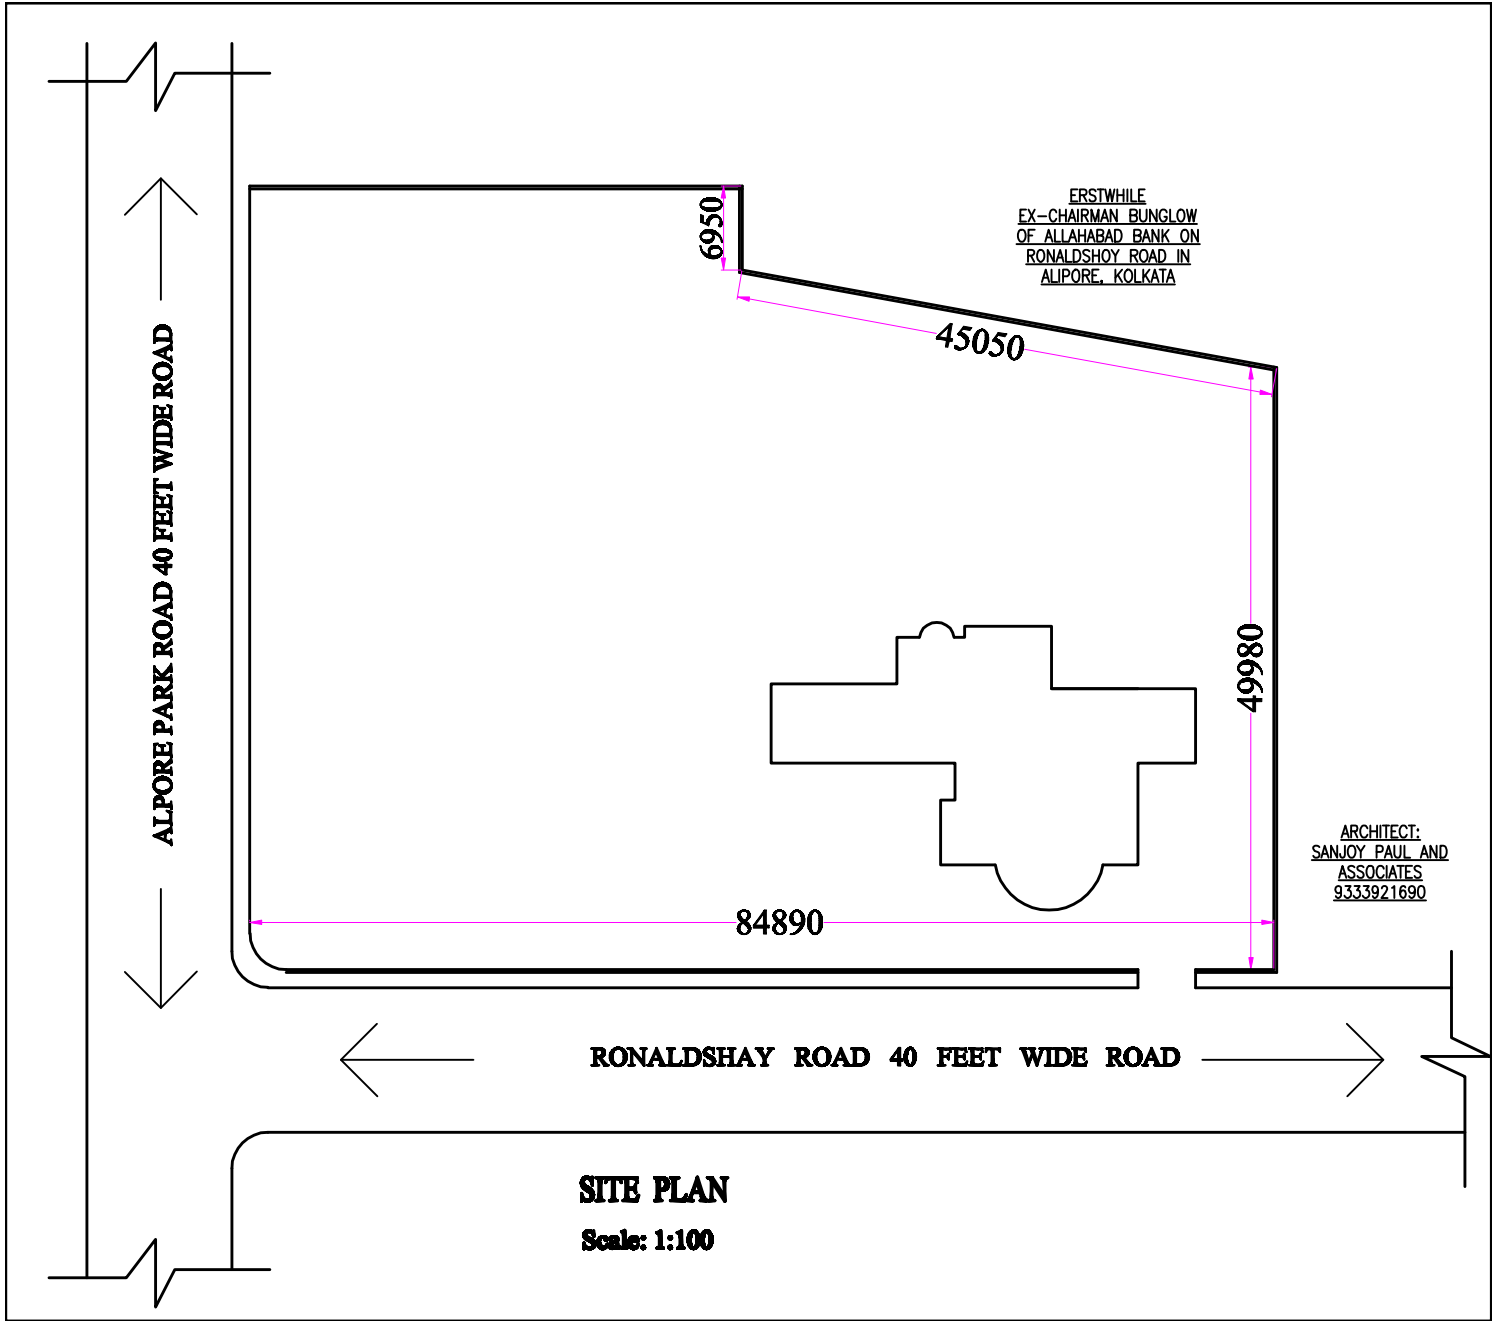 ERSTWHILE
EX-CHAIRMAN BUNGLOW
OF ALLAHABAD BANK ON
RONALDSHOY ROAD IN
ALIPORE, KOLKATA
6950
45050
ALPORE PARK ROAD 40 FEET WIDE ROAD
49980
ARCHITECT:
SANJOY PAUL AND
ASSOCIATES
9333921690
84890
RONALDSHAY ROAD 40 FEET WIDE ROAD
SITE PLAN
Scale: 1:100